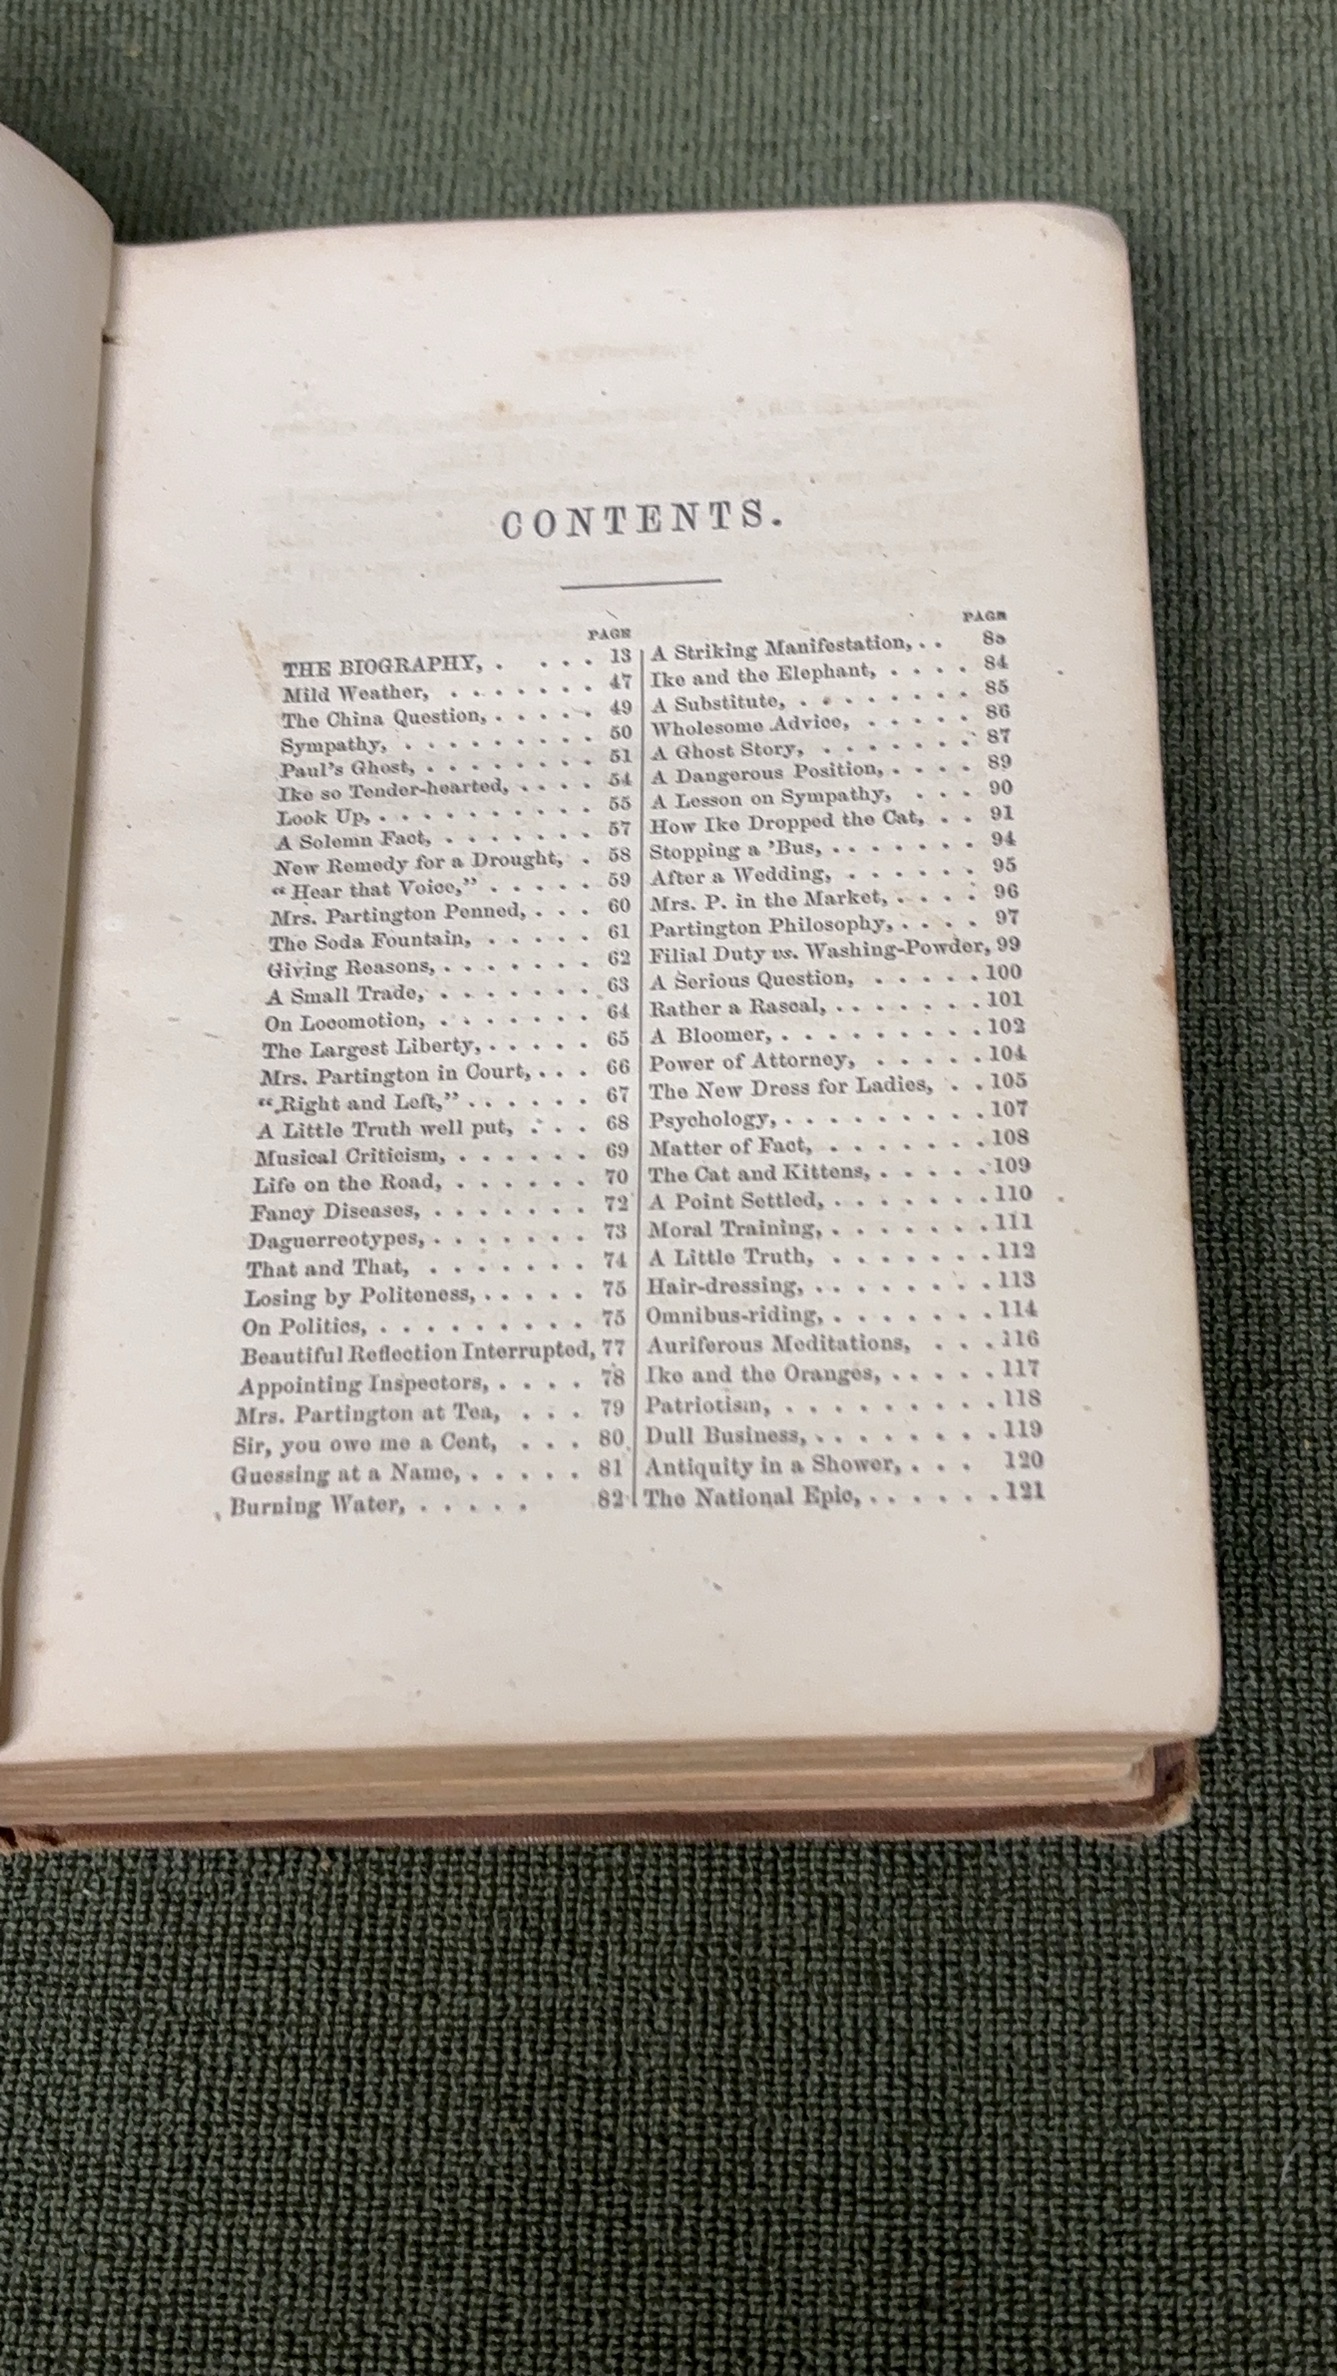 CONTENTS.
PAGE
THE BIOGRAPHY, . . . . 13
Mild Weather, . . . . . . . 47
The China Question, . . . . . 49
Sympathy, . . . . . . . . . 50
Paul's Ghost, . . . . . . . . 51
Ike so Tender-hearted, . . . . 54
Look Up, . . . . . . . . . . 55
A Solemn Fact, . . . . . . . 57
New Remedy for a Drought, . 58
"Hear that Voice," . . . . . 59
Mrs. Partington Penned, . . . 60
The Soda Fountain, . . . . . 61
Giving Reasons, . . . . . . . 62
A Small Trade, . . . . . . . 63
On Locomotion, . . . . . . . 64
The Largest Liberty, . . . . . 65
Mrs. Partington in Court, . . . 66
"Right and Left," . . . . . . 67
A Little Truth well put, . . . 68
Musical Criticism, . . . . . . 69
Life on the Road, . . . . . . 70
Fancy Diseases, . . . . . . . 72
Daguerreotypes, . . . . . . . 73
That and That, . . . . . . . 74
Losing by Politeness, . . . . . 75
On Politics, . . . . . . . . . 75
Beautiful Reflection Interrupted, 77
Appointing Inspectors, . . . . 78
Mrs. Partington at Tea, . . . 79
Sir, you owe me a Cent, . . . 80
Guessing at a Name, . . . . . 81
Burning Water, . . . . . 82
PAGE
A Striking Manifestation, . . 83
Ike and the Elephant, . . . . 84
A Substitute, . . . . . . . . 85
Wholesome Advice, . . . . . 86
A Ghost Story, . . . . . . . 87
A Dangerous Position, . . . . 89
A Lesson on Sympathy, . . . 90
How Ike Dropped the Cat, . . 91
Stopping a 'Bus, . . . . . . . 94
After a Wedding, . . . . . . 95
Mrs. P. in the Market, . . . . 96
Partington Philosophy, . . . . 97
Filial Duty vs. Washing-Powder, 99
A Serious Question, . . . . . 100
Rather a Rascal, . . . . . . . 101
A Bloomer, . . . . . . . . . 102
Power of Attorney, . . . . . 104
The New Dress for Ladies, . . 105
Psychology, . . . . . . . . . 107
Matter of Fact, . . . . . . . 108
The Cat and Kittens, . . . . . 109
A Point Settled, . . . . . . . 110
Moral Training, . . . . . . . 111
A Little Truth, . . . . . . . 112
Hair-dressing, . . . . . . . . 113
Omnibus-riding, . . . . . . . 114
Auriferous Meditations, . . . 116
Ike and the Oranges, . . . . . 117
Patriotism, . . . . . . . . . 118
Dull Business, . . . . . . . . 119
Antiquity in a Shower, . . . 120
The National Epic, . . . . . . 121